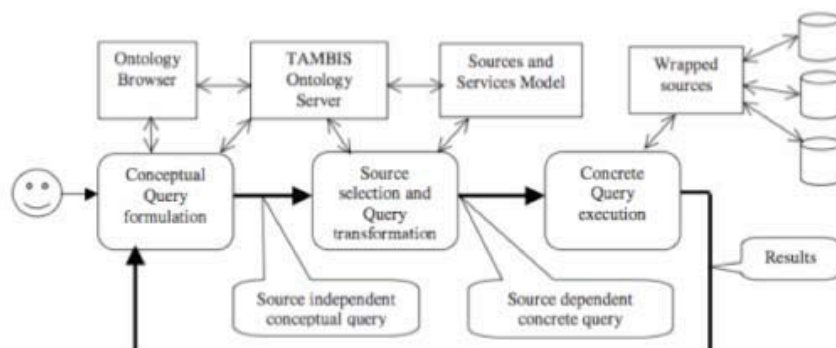 Ontology
Browser
TAMBIS
Ontology
Server
Sources and
Services Model
Wrapped
sources
Conceptual
Query
formulation
Source
selection and
Query
transformation
Concrete
Query
execution
Results
Source independent
conceptual query
Source dependent
concrete query